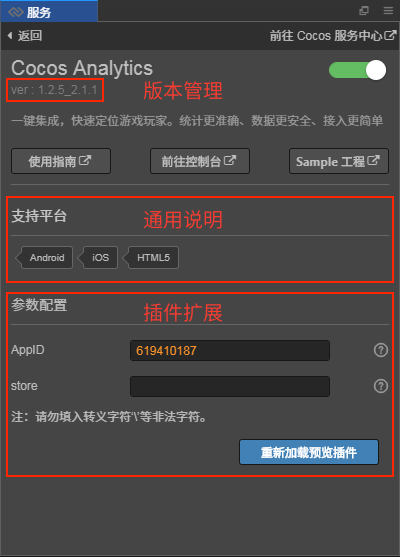 服务
返回
前往 Cocos 服务中心
Cocos Analytics
ver : 1.2.5_2.1.1
版本管理
一键集成，快速定位游戏玩家。统计更准确、数据更安全、接入更简单
使用指南
前往控制台
Sample 工程
支持平台
通用说明
Android
iOS
HTML5
参数配置
插件扩展
AppID
619410187
store
注：请勿填入转义字符'\'等非法字符。
重新加载预览插件